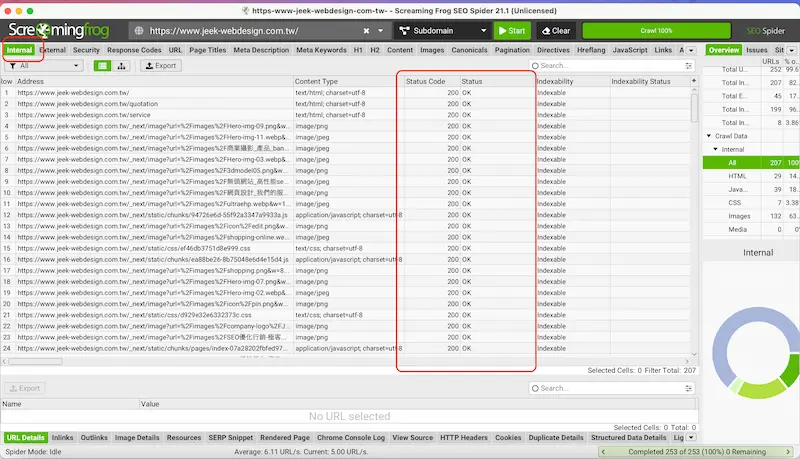 https-www-jeek-webdesign-com-tw- - Screaming Frog SEO Spider 21.1 (Unlicensed)
Screamingfrog https://www.jeek-webdesign.com.tw/ Subdomain Start Clear Crawl 100% SEO Spider
Internal External Security Response Codes URL Page Titles Meta Description Meta Keywords H1 H2 Content Images Canonicals Pagination Directives Hreflang JavaScript Links A Overview Issues Sit
All Export Search... URLs % o
Row Address Content Type Status Code Status Indexability Indexability Status
1 https://www.jeek-webdesign.com.tw/ text/html; charset=utf-8 200 OK Indexable
2 https://www.jeek-webdesign.com.tw/quotation text/html; charset=utf-8 200 OK Indexable
3 https://www.jeek-webdesign.com.tw/service text/html; charset=utf-8 200 OK Indexable
4 https://www.jeek-webdesign.com.tw/_next/image?url=%2Fimages%2FHero-img-09.png&w... image/png 200 OK Indexable
5 https://www.jeek-webdesign.com.tw/_next/image?url=%2Fimages%2FHero-img-11.webp&... image/jpeg 200 OK Indexable
6 https://www.jeek-webdesign.com.tw/_next/image?url=%2Fimages%2F商業攝影_產品_ban... image/jpeg 200 OK Indexable
7 https://www.jeek-webdesign.com.tw/_next/image?url=%2Fimages%2FHero-img-03.webp&... image/jpeg 200 OK Indexable
8 https://www.jeek-webdesign.com.tw/_next/image?url=%2Fimages%2F3dmodel05.png&w... image/png 200 OK Indexable
9 https://www.jeek-webdesign.com.tw/_next/image?url=%2Fimages%2F無頭網站_高性能se... image/jpeg 200 OK Indexable
10 https://www.jeek-webdesign.com.tw/_next/image?url=%2Fimages%2F網頁設計_我們的服... image/jpeg 200 OK Indexable
11 https://www.jeek-webdesign.com.tw/_next/image?url=%2Fimages%2Fultraehp.webp&w=1... image/jpeg 200 OK Indexable
12 https://www.jeek-webdesign.com.tw/_next/static/chunks/94726e6d-55f92a3347a9933a.js application/javascript; charset=utf-8 200 OK Indexable
13 https://www.jeek-webdesign.com.tw/_next/image?url=%2Fimages%2Ficon%2Fedit.png&w... image/png 200 OK Indexable
14 https://www.jeek-webdesign.com.tw/_next/image?url=%2Fimages%2Fshopping-online.we... image/jpeg 200 OK Indexable
15 https://www.jeek-webdesign.com.tw/_next/static/css/ef46db3751d8e999.css text/css; charset=utf-8 200 OK Indexable
16 https://www.jeek-webdesign.com.tw/_next/static/chunks/ea88be26-8b75048e6d4e15d4.js application/javascript; charset=utf-8 200 OK Indexable
17 https://www.jeek-webdesign.com.tw/_next/image?url=%2Fimages%2Fshopping.png&w=8... image/png 200 OK Indexable
18 https://www.jeek-webdesign.com.tw/_next/image?url=%2Fimages%2FHero-img-07.png&w... image/png 200 OK Indexable
19 https://www.jeek-webdesign.com.tw/_next/image?url=%2Fimages%2FHero-img-02.webp&... image/jpeg 200 OK Indexable
20 https://www.jeek-webdesign.com.tw/_next/image?url=%2Fimages%2Ficon%2Fpin.png&w... image/png 200 OK Indexable
21 https://www.jeek-webdesign.com.tw/_next/static/css/d929e32e6332373c.css text/css; charset=utf-8 200 OK Indexable
22 https://www.jeek-webdesign.com.tw/_next/image?url=%2Fimages%2Fcompany-logo%2FJ... image/png 200 OK Indexable
23 https://www.jeek-webdesign.com.tw/_next/image?url=%2Fimages%2FSEO優化行銷-極客... image/png 200 OK Indexable
24 https://www.jeek-webdesign.com.tw/_next/static/chunks/pages/index-07a28202fbfed97... application/javascript; charset=utf-8 200 OK Indexable
Total U... 252 99.6
Total In... 207 82.
Total E... 45 17.
Total In... 199 96.
Total In... 8 3.86
Crawl Data
Internal
All 207 100
HTML 29 14.
Java... 39 18.
CSS 7 3.38
Images 132 63.
Media 0
Internal
Selected Cells: 0 Filter Total: 207
Export Search...
Name Value
No URL selected
Selected Cells: 0 Total: 0
URL Details Inlinks Outlinks Image Details Resources SERP Snippet Rendered Page Chrome Console Log View Source HTTP Headers Cookies Duplicate Details Structured Data Details Lig
Spider Mode: Idle Average: 6.11 URL/s. Current: 5.00 URL/s. Completed 253 of 253 (100%) 0 Remaining